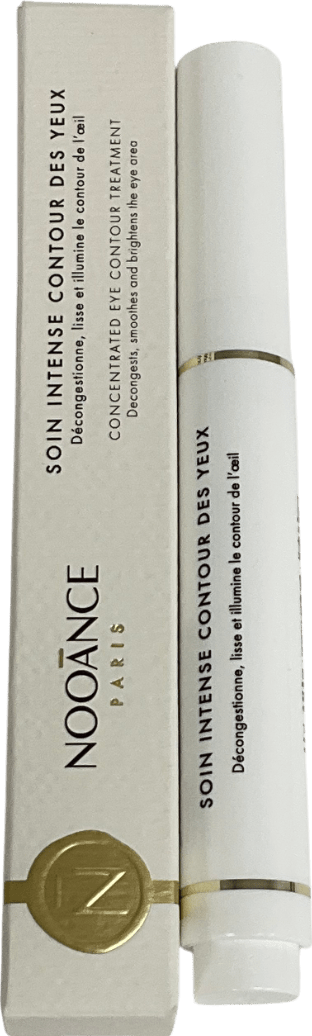 SOIN INTENSE CONTOUR DES YEUX
Décongestionne, lisse et illumine le contour de l'œil
CONCENTRATED EYE CONTOUR TREATMENT
Decongests, smoothes and brightens the eye area
NOOĀNCE
PARIS
N̄
SOIN INTENSE CONTOUR DES YEUX
Décongestionne, lisse et illumine le contour de l'œil